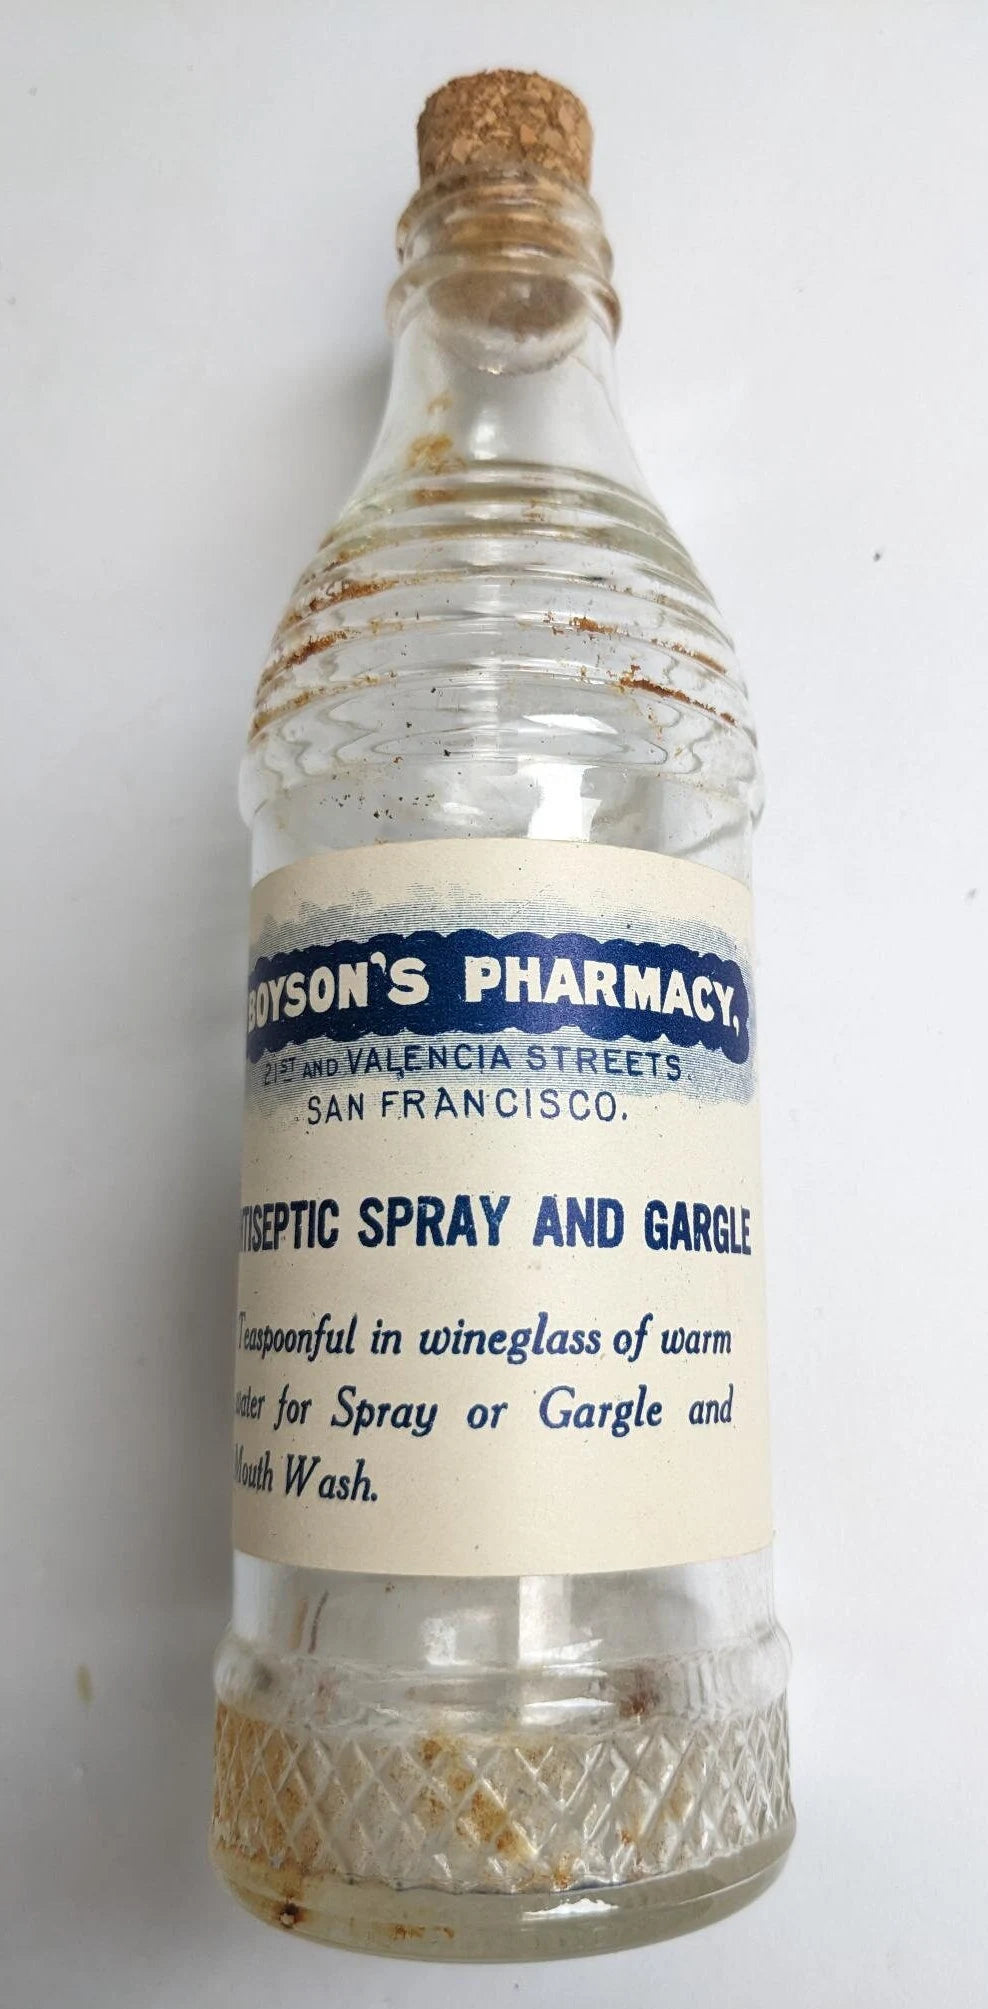 BOYSON'S PHARMACY,
21ST AND VALENCIA STREETS.
SAN FRANCISCO.
TISEPTIC SPRAY AND GARGLE
Teaspoonful in wineglass of warm
water for Spray or Gargle and
Mouth Wash.